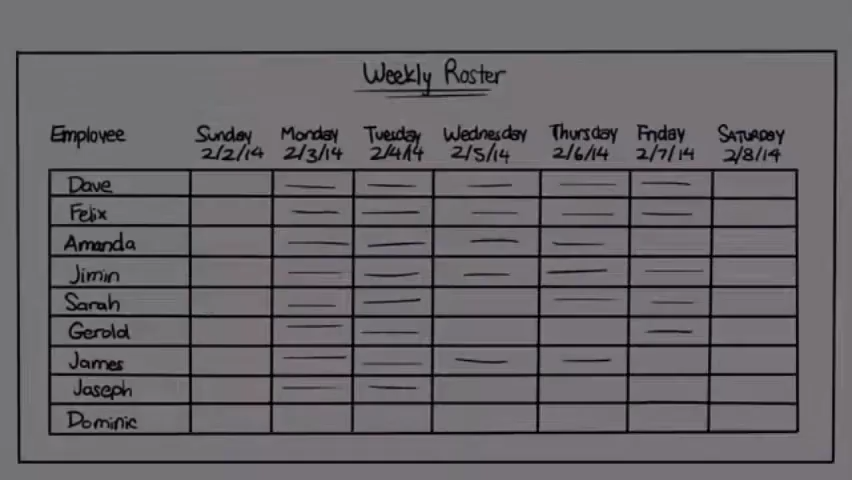 Weekly Roster
Employee Sunday Monday Tuesday Wednesday Thursday Friday SATURDAY
2/2/14 2/3/14 2/4/14 2/5/14 2/6/14 2/7/14 2/8/14
Dave
Felix
Amanda
Jimin
Sarah
Gerold
James
Jaseph
Dominic